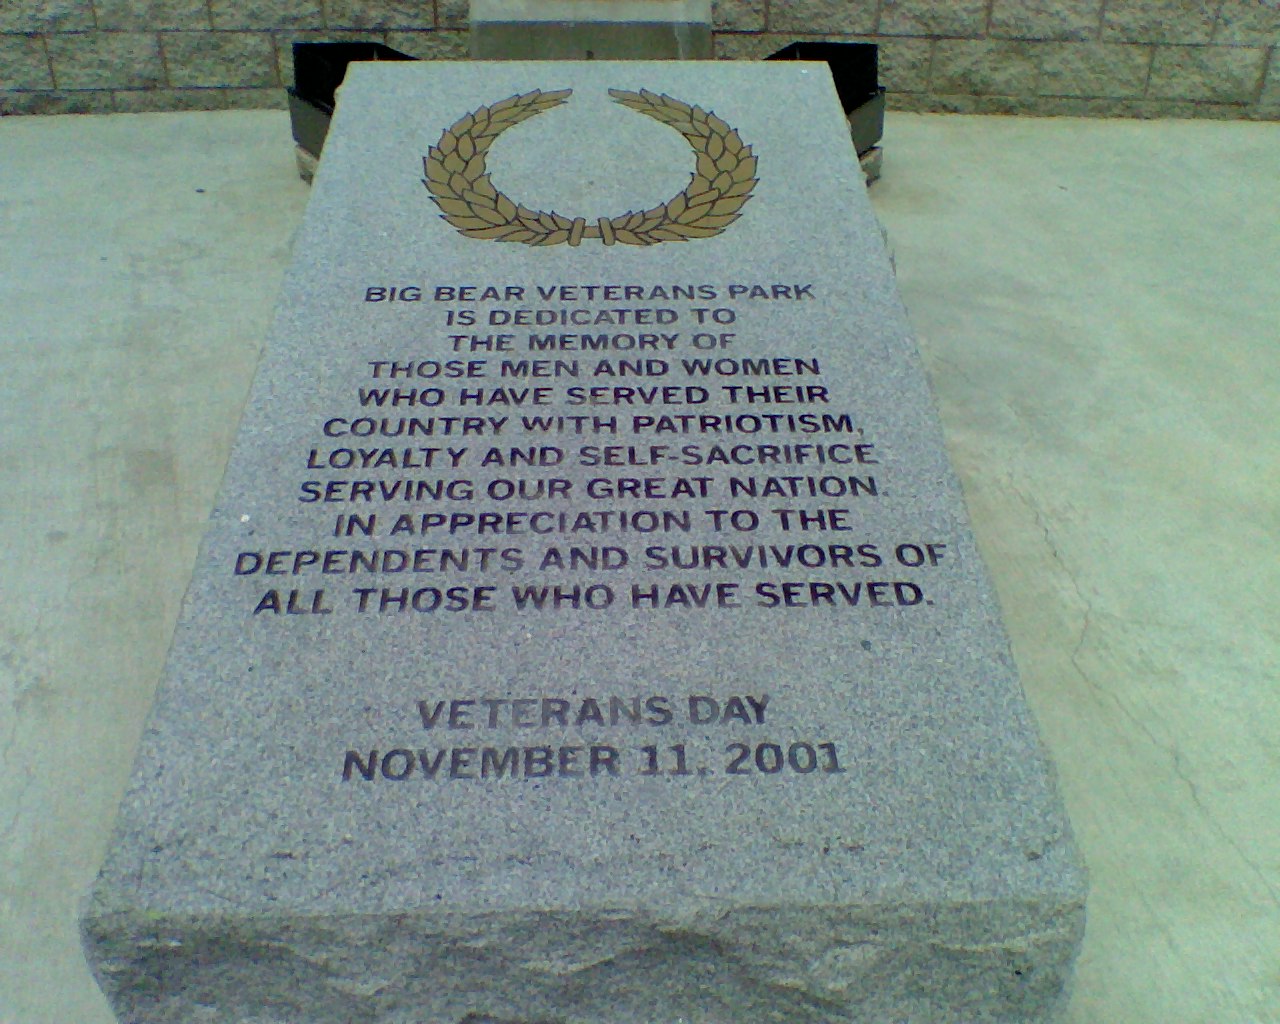 BIG BEAR VETERANS PARK
IS DEDICATED TO
THE MEMORY OF
THOSE MEN AND WOMEN
WHO HAVE SERVED THEIR
COUNTRY WITH PATRIOTISM,
LOYALTY AND SELF-SACRIFICE
SERVING OUR GREAT NATION.
IN APPRECIATION TO THE
DEPENDENTS AND SURVIVORS OF
ALL THOSE WHO HAVE SERVED.
VETERANS DAY
NOVEMBER 11, 2001